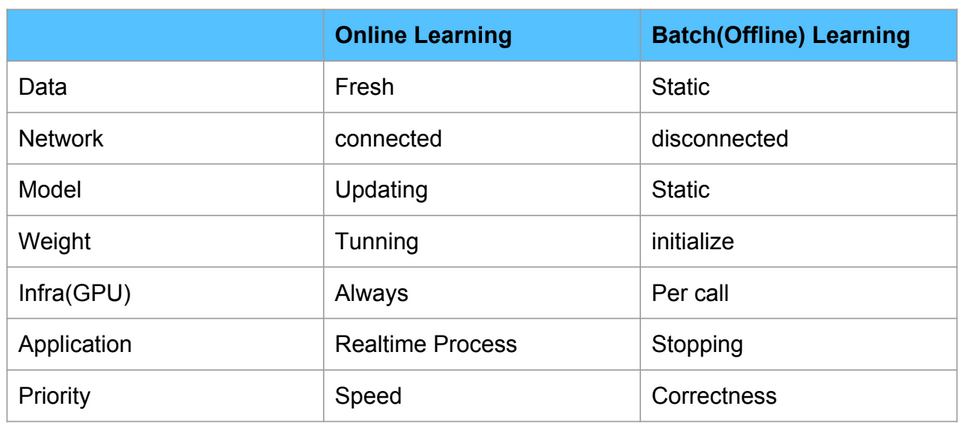 Online Learning Batch(Offline) Learning
Data Fresh Static
Network connected disconnected
Model Updating Static
Weight Tunning initialize
Infra(GPU) Always Per call
Application Realtime Process Stopping
Priority Speed Correctness